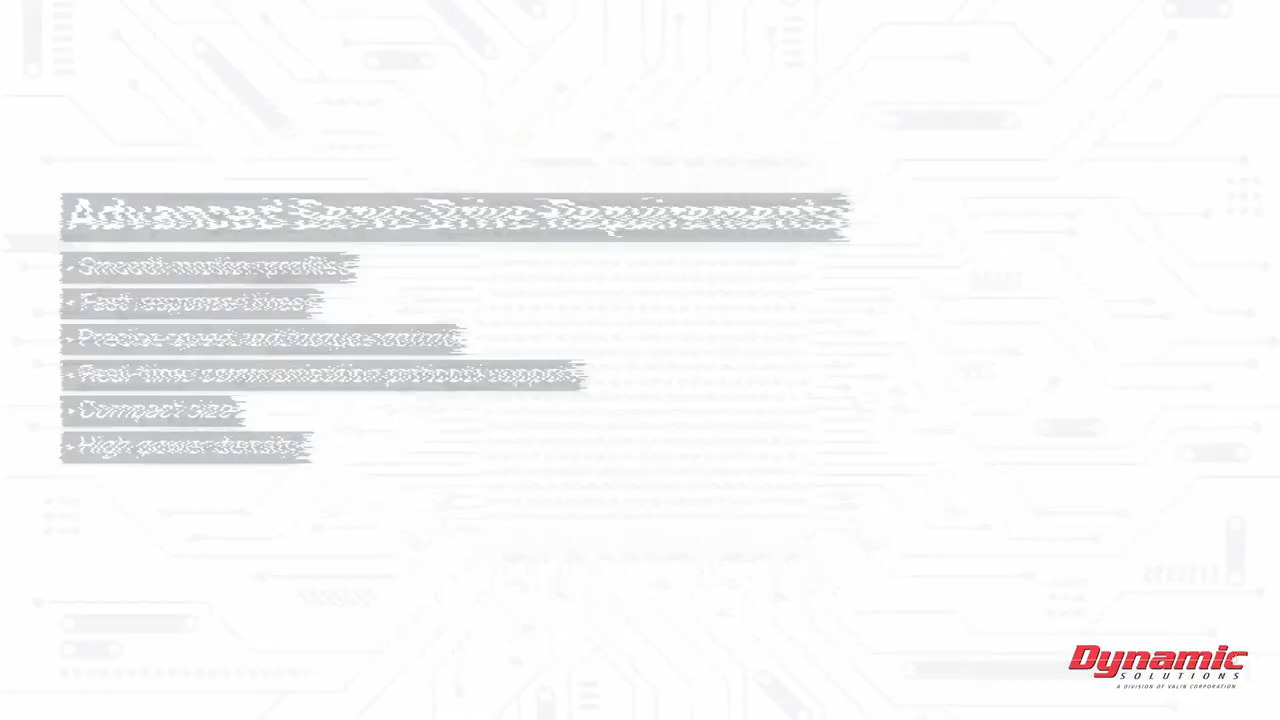 Advanced Servo Drive Requirements
- Smooth motion profiles
- Fast response times
- Precise speed and torque control
- Real-time communication protocol support
- Compact size
- High power density
Dynamic
SOLUTIONS
A DIVISION OF VALIN CORPORATION